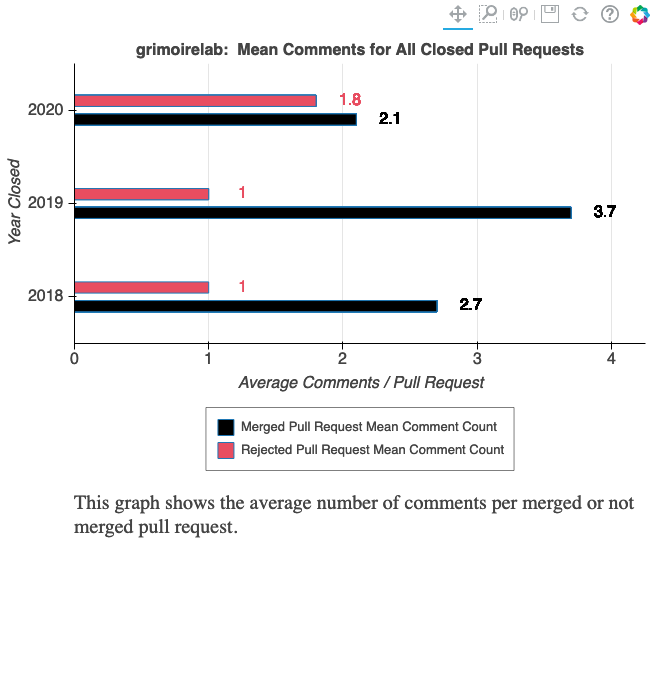 grimoirelab:  Mean Comments for All Closed Pull Requests
Year Closed
2020
1.8
2.1
2019
1
3.7
2018
1
2.7
0 1 2 3 4
Average Comments / Pull Request
Merged Pull Request Mean Comment Count
Rejected Pull Request Mean Comment Count
This graph shows the average number of comments per merged or not
merged pull request.